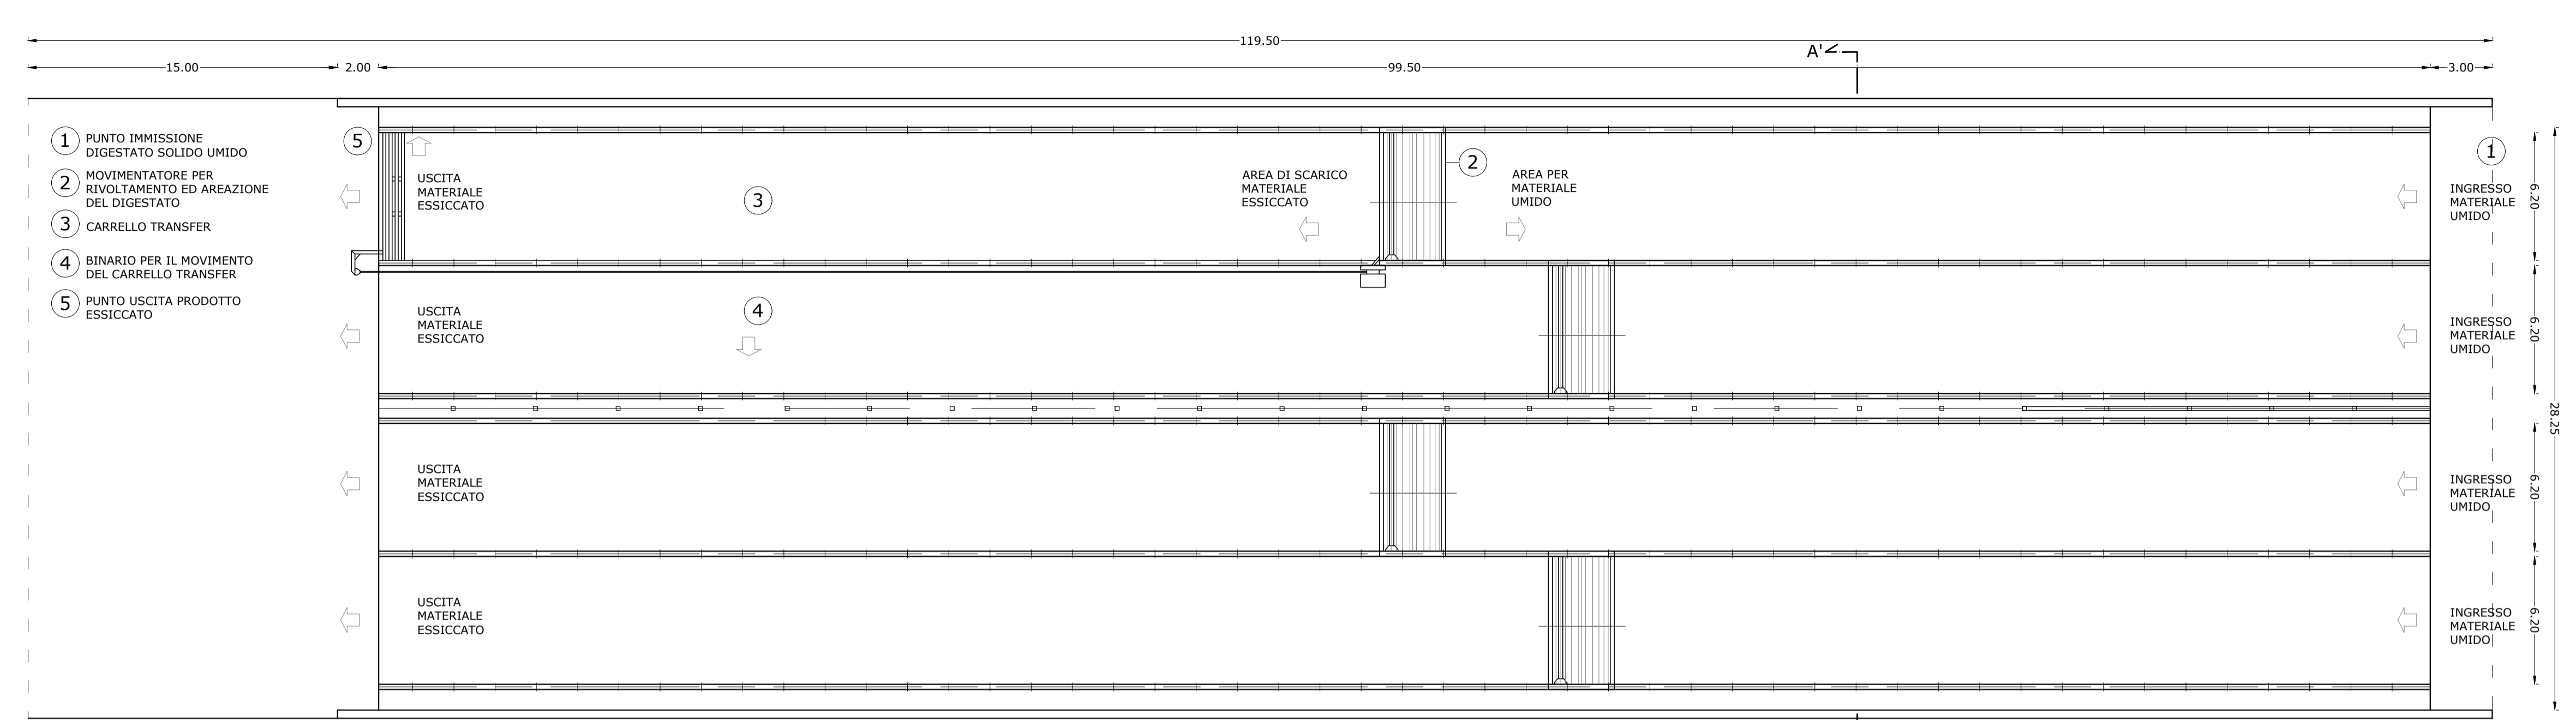 119.50
15.00
2.00
99.50
3.00
A'
1 PUNTO IMMISSIONE
DIGESTATO SOLIDO UMIDO
2 MOVIMENTATORE PER
RIVOLTAMENTO ED AREAZIONE
DEL DIGESTATO
3 CARRELLO TRANSFER
4 BINARIO PER IL MOVIMENTO
DEL CARRELLO TRANSFER
5 PUNTO USCITA PRODOTTO
ESSICCATO
5
USCITA
MATERIALE
ESSICCATO
3
AREA DI SCARICO
MATERIALE
ESSICCATO
2
AREA PER
MATERIALE
UMIDO
1
INGRESSO
MATERIALE
UMIDO
6.20
USCITA
MATERIALE
ESSICCATO
4
INGRESSO
MATERIALE
UMIDO
6.20
28.25
USCITA
MATERIALE
ESSICCATO
INGRESSO
MATERIALE
UMIDO
6.20
USCITA
MATERIALE
ESSICCATO
INGRESSO
MATERIALE
UMIDO
6.20